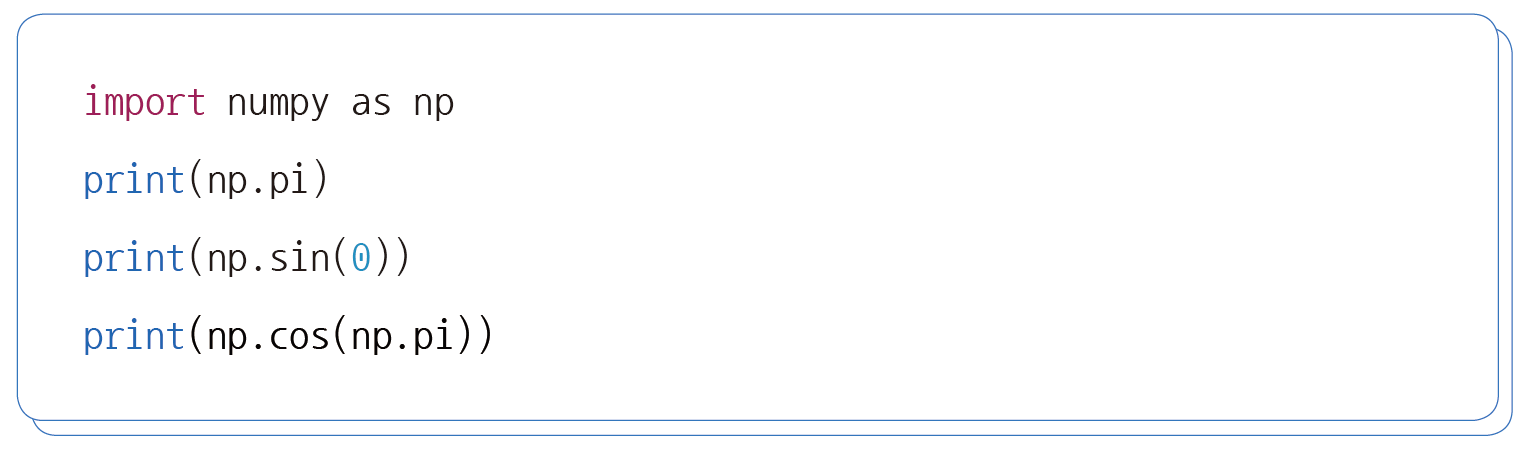 import numpy as np
print(np.pi)
print(np.sin(0))
print(np.cos(np.pi))